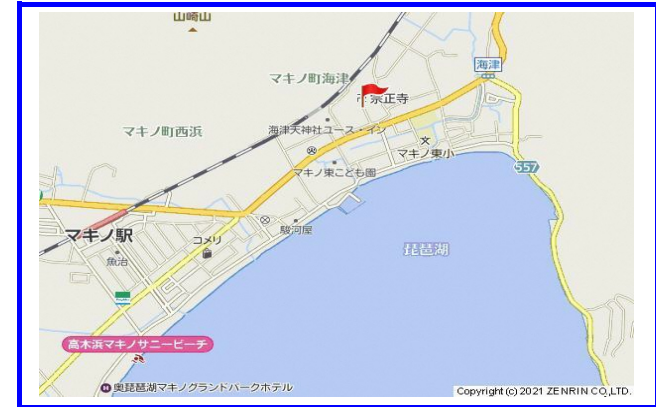 山崎山
海津
マキノ町海津
宗正寺
マキノ町西浜
海津天神社ユース・イン
マキノ東小
557
マキノ東こども園
マキノ駅
コメリ
駿河屋
琵琶湖
魚治
高木浜マキノサニービーチ
奥琵琶湖マキノグランドパークホテル
Copyright (c) 2021 ZENRIN CO.,LTD.